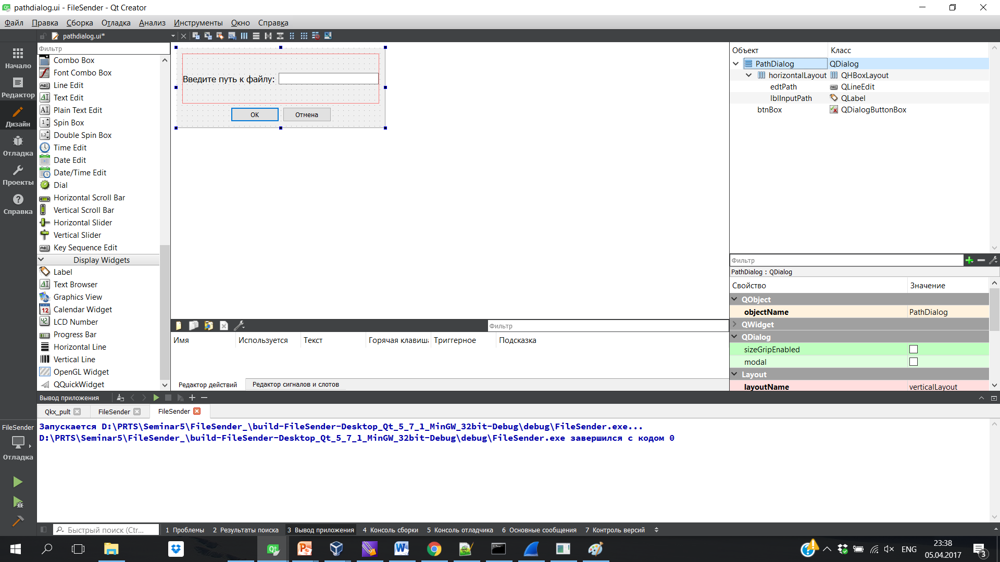 pathdialog.ui - FileSender - Qt Creator
Файл Правка Сборка Отладка Анализ Инструменты Окно Справка
pathdialog.ui*
Начало
Редактор
Дизайн
Отладка
Проекты
Справка
Фильтр
Combo Box
Font Combo Box
Line Edit
Text Edit
Plain Text Edit
Spin Box
Double Spin Box
Time Edit
Date Edit
Date/Time Edit
Dial
Horizontal Scroll Bar
Vertical Scroll Bar
Horizontal Slider
Vertical Slider
Key Sequence Edit
Display Widgets
Label
Text Browser
Graphics View
Calendar Widget
LCD Number
Progress Bar
Horizontal Line
Vertical Line
OpenGL Widget
QQuickWidget
Введите путь к файлу:
OK Отмена
Объект Класс
PathDialog QDialog
horizontalLayout QHBoxLayout
edtPath QLineEdit
lblInputPath QLabel
btnBox QDialogButtonBox
Фильтр
PathDialog : QDialog
Свойство Значение
QObject
objectName PathDialog
QWidget
QDialog
sizeGripEnabled
modal
Layout
layoutName verticalLayout
Фильтр
Имя Используется Текст Горячая клавиша Триггерное Подсказка
Редактор действий Редактор сигналов и слотов
Вывод приложения
Qkx_pult FileSender FileSender
Запускается D:\PRTS\Seminar5\FileSender_\build-FileSender-Desktop_Qt_5_7_1_MinGW_32bit-Debug\debug\FileSender.exe...
D:\PRTS\Seminar5\FileSender_\build-FileSender-Desktop_Qt_5_7_1_MinGW_32bit-Debug\debug\FileSender.exe завершился с кодом 0
FileSender
Отладка
Быстрый поиск (Ctr... 1 Проблемы 2 Результаты поиска 3 Вывод приложения 4 Консоль сборки 5 Консоль отладчика 6 Основные сообщения 7 Контроль версий
ENG 23:38
05.04.2017
3